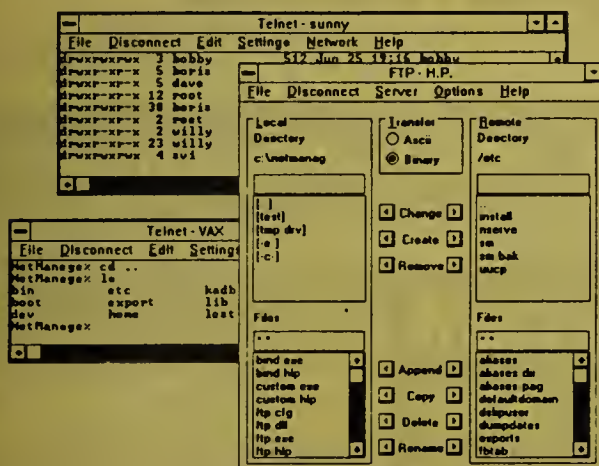 Telnet - sunny
File Disconnect Edit Settings Network Help
drwxrwxrwx 3 bobby 512 Jun 25 19:16 bobby
drwxr-xr-x 5 boris
drwxr-xr-x 5 dave
drwxr-xr-x 12 root
drwxr-xr-x 38 boris
drwxr-xr-x 2 root
drwxr-xr-x 2 willy
drwxr-xr-x 23 willy
drwxr-xr-x 4 avi
FTP - H.P.
File Disconnect Server Options Help
Local
Directory
c:\netmanag
[..]
[test]
[tmp drv]
[-c-]
Transfer
Ascii
Binary
Change
Create
Remove
Remote
Directory
/etc
..
install
nserve
sm
sm bak
uucp
Telnet - VAX
File Disconnect Edit Settings
NetManage% cd ..
NetManage% ls
bin etc kadb
boot export lib
dev home lost
NetManage%
Files
*.*
bind exe
bind hlp
custom exe
custom hlp
ftp cfg
ftp dll
ftp exe
ftp hlp
Append
Copy
Delete
Rename
Files
*.*
aliases
aliases dir
aliases pag
defaultdomain
dskpuser
dumpdates
exports
fbtab